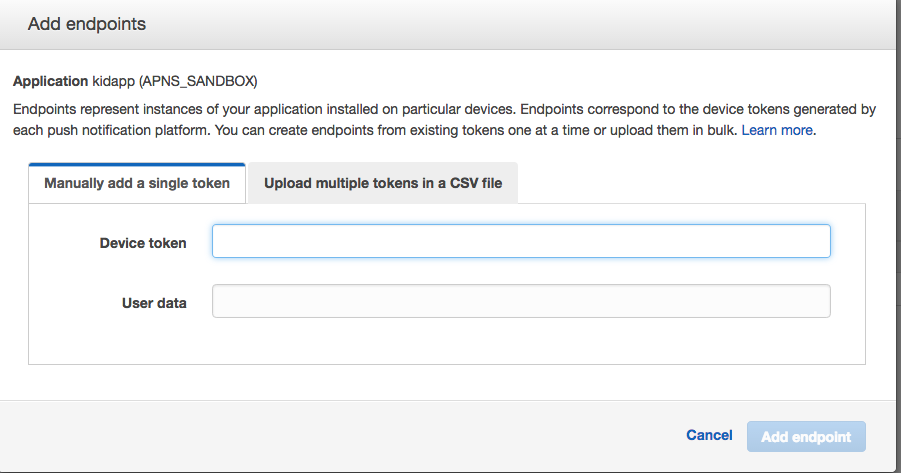 Add endpoints
Application kidapp (APNS_SANDBOX)
Endpoints represent instances of your application installed on particular devices. Endpoints correspond to the device tokens generated by
each push notification platform. You can create endpoints from existing tokens one at a time or upload them in bulk. Learn more.
Manually add a single token Upload multiple tokens in a CSV file
Device token
User data
Cancel Add endpoint